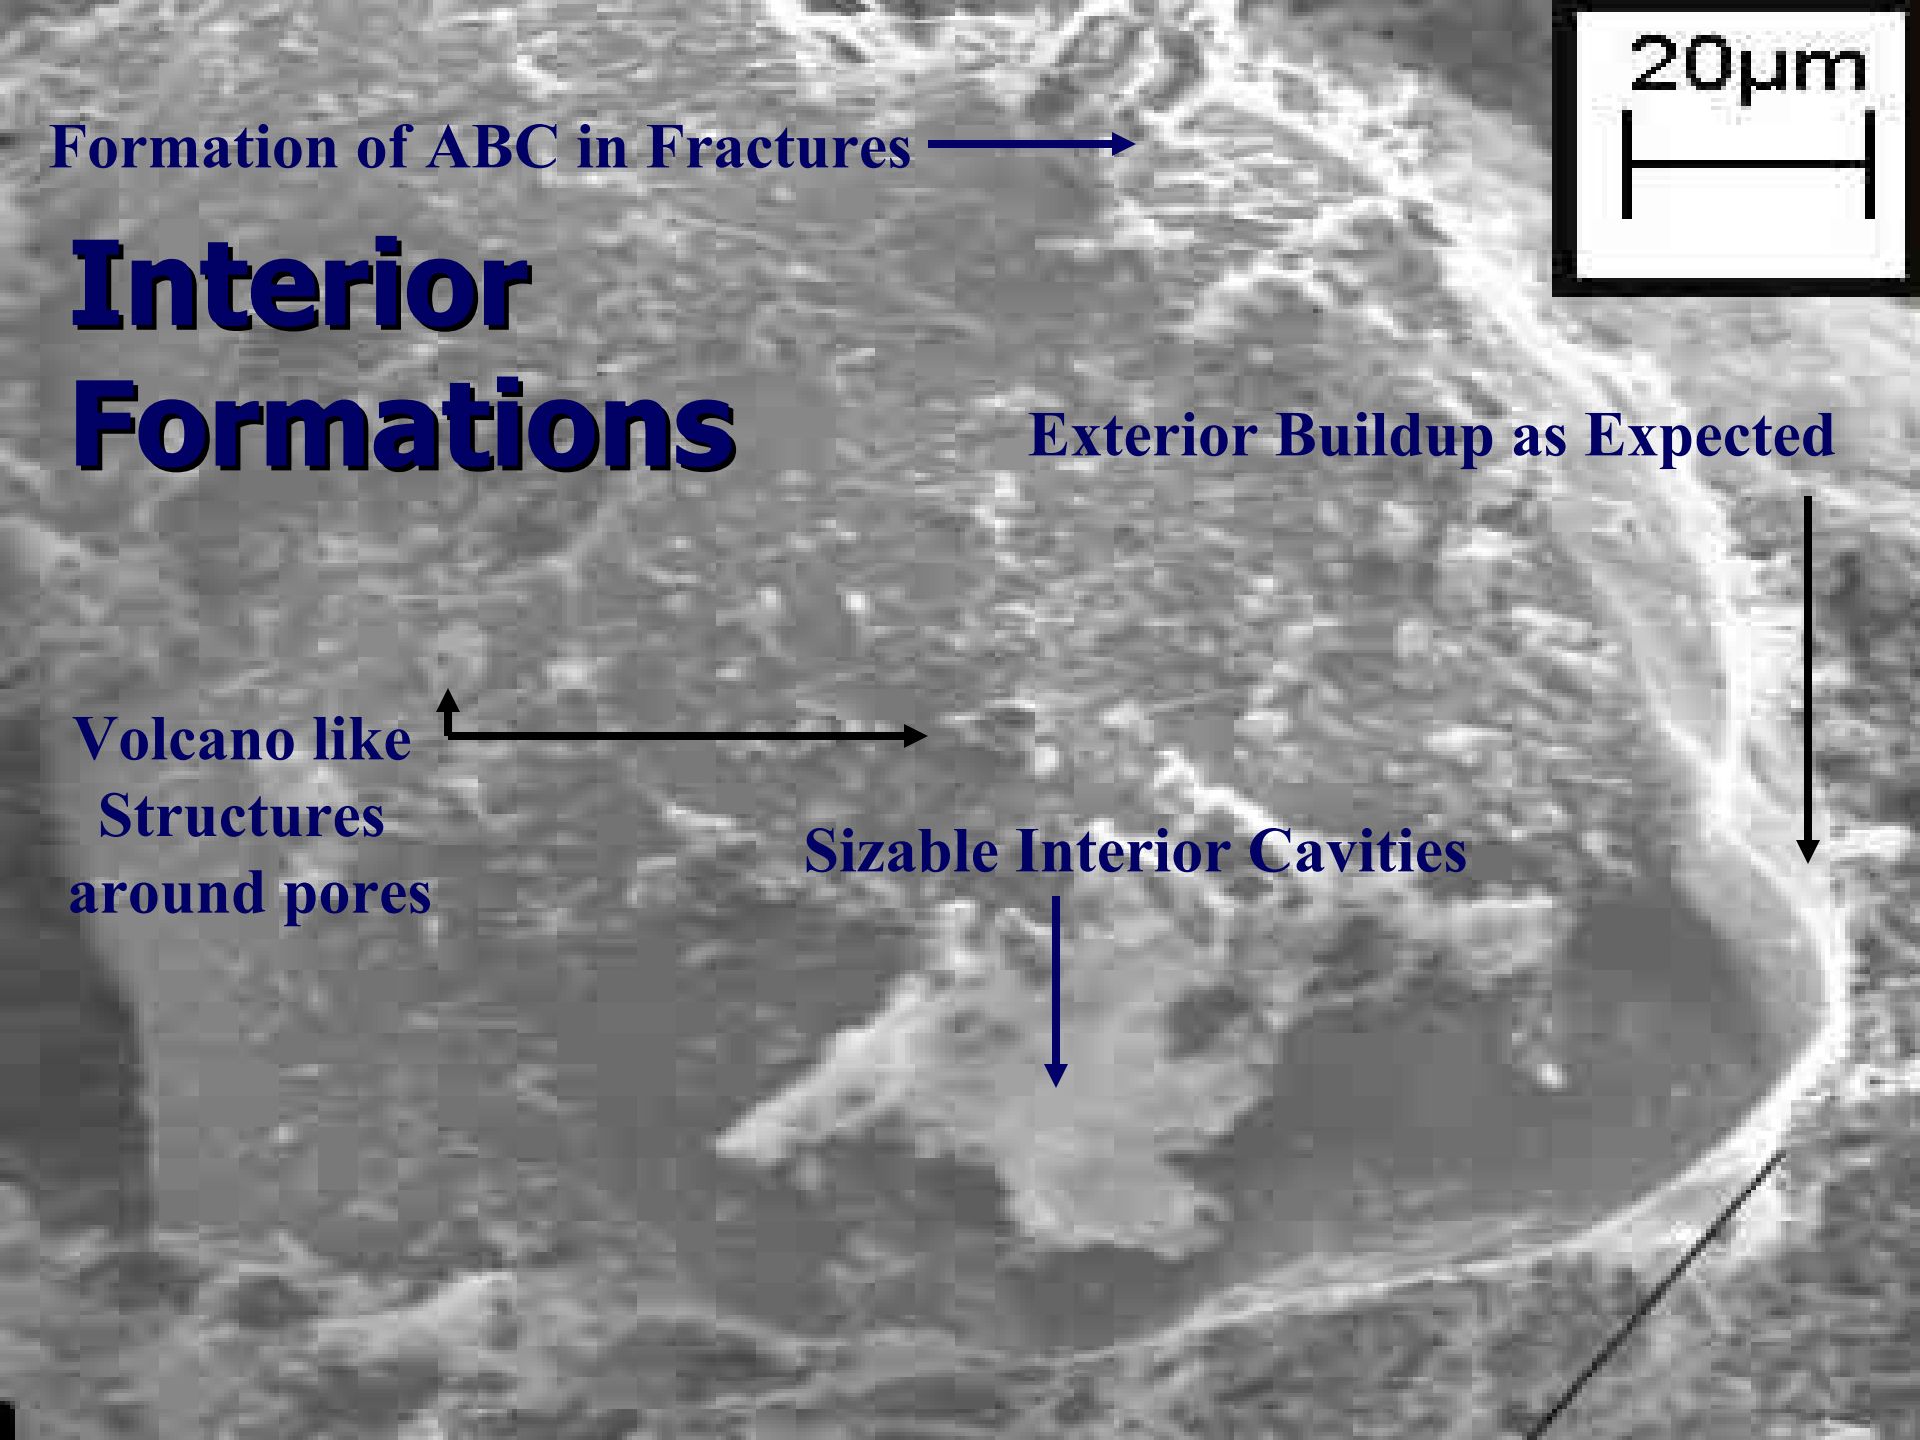 20µm
Formation of ABC in Fractures
Interior
Formations
Exterior Buildup as Expected
Volcano like
Structures
around pores
Sizable Interior Cavities